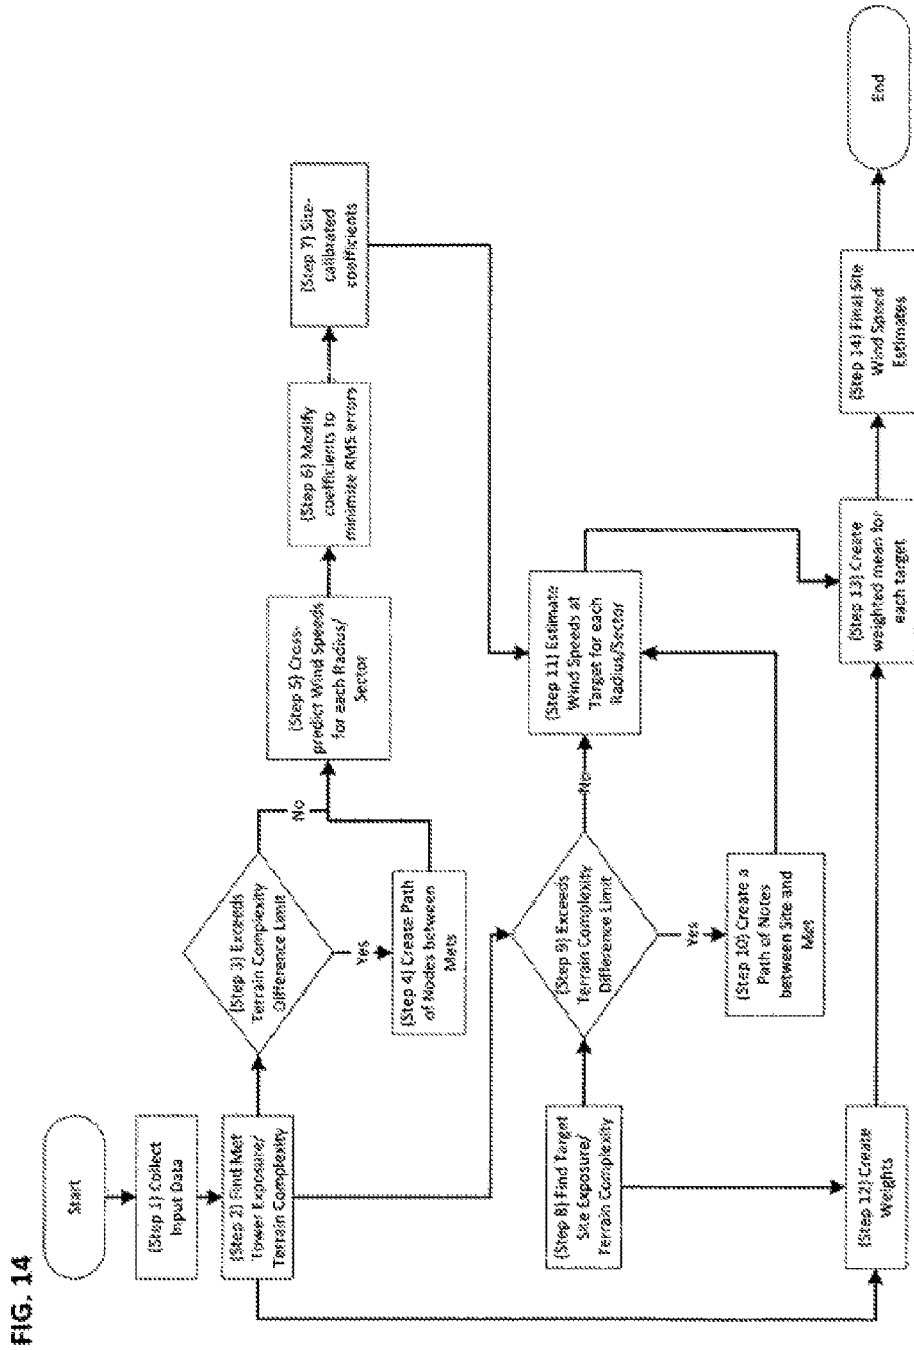 FIG. 14
Start
(Step 1) Collect
Input Data
(Step 2) Find Met
Tower Exposure/
Terrain Complexity
(Step 3) Exceeds
Terrain Complexity
Difference Limit
No
Yes
(Step 4) Create Path
of Nodes between
Mets
(Step 5) Cross-
predict Wind Speeds
for each Radius/
Sector
(Step 6) Modify
coefficients to
minimize RMS errors
(Step 7) Site-
calibrated
coefficients
(Step 8) Find Target
Site Exposure/
Terrain Complexity
(Step 9) Exceeds
Terrain Complexity
Difference Limit
No
Yes
(Step 10) Create a
Path of Notes
between Site and
Met
(Step 11) Estimate
Wind Speeds at
Target for each
Radius/Sector
(Step 12) Create
Weights
(Step 13) Create
weighted mean for
each target
(Step 14) Final Site
Wind Speed
Estimates
End